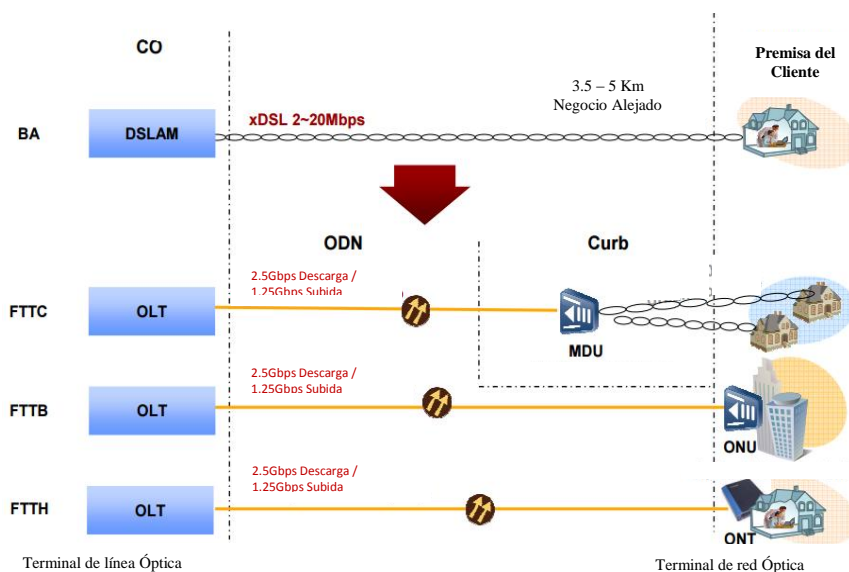 CO
Premisa del
Cliente
3.5 – 5 Km
Negocio Alejado
BA
DSLAM
xDSL 2~20Mbps
ODN
Curb
2.5Gbps Descarga /
1.25Gbps Subida
FTTC
OLT
MDU
2.5Gbps Descarga /
1.25Gbps Subida
FTTB
OLT
ONU
2.5Gbps Descarga /
1.25Gbps Subida
FTTH
OLT
ONT
Terminal de línea Óptica
Terminal de red Óptica